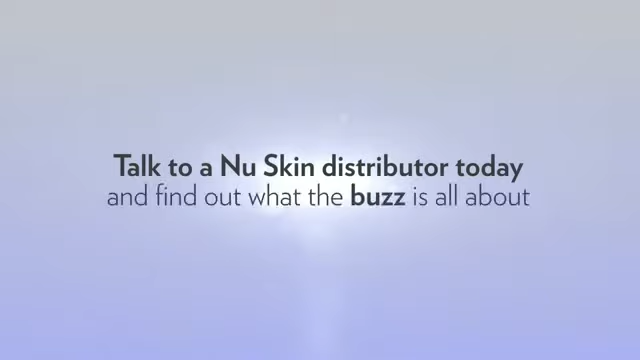 Talk to a Nu Skin distributor today
and find out what the buzz is all about